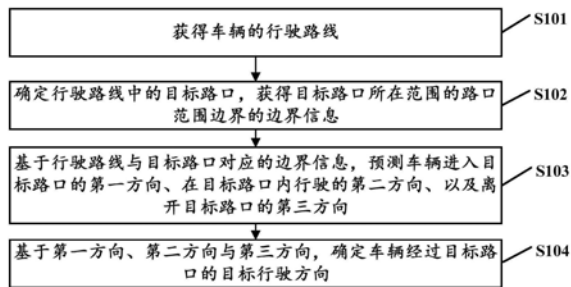 获得车辆的行驶路线
S101
确定行驶路线中的目标路口，获得目标路口所在范围的路口
范围边界的边界信息
S102
基于行驶路线与目标路口对应的边界信息，预测车辆进入目
标路口的第一方向、在目标路口内行驶的第二方向、以及离
开目标路口的第三方向
S103
基于第一方向、第二方向与第三方向，确定车辆经过目标路
口的目标行驶方向
S104